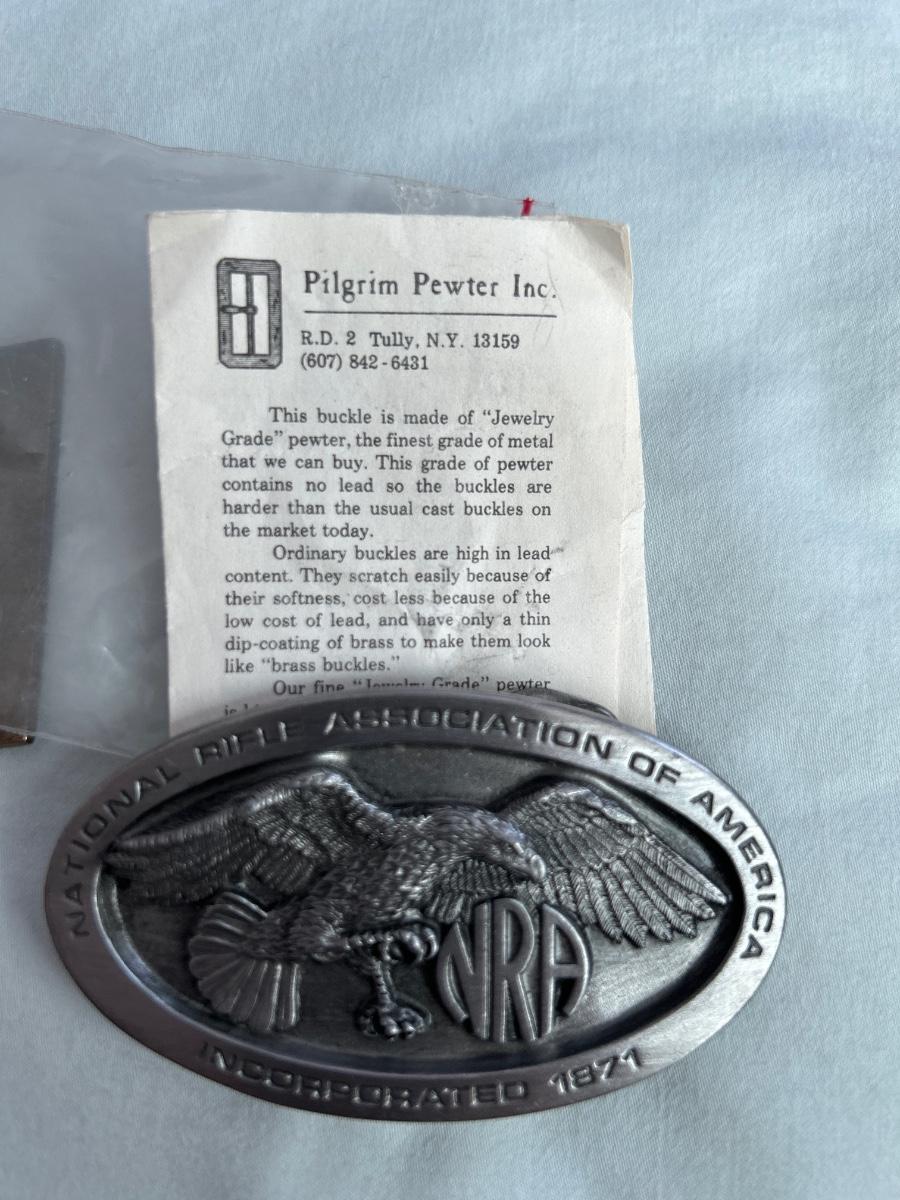 Pilgrim Pewter Inc.
R.D. 2 Tully, N.Y. 13159
(607) 842-6431
This buckle is made of “Jewelry
Grade” pewter, the finest grade of metal
that we can buy. This grade of pewter
contains no lead so the buckles are
harder than the usual cast buckles on
the market today.
Ordinary buckles are high in lead
content. They scratch easily because of
their softness, cost less because of the
low cost of lead, and have only a thin
dip-coating of brass to make them look
like “brass buckles.”
Our fine “Jewelry Grade” pewter
NATIONAL RIFLE ASSOCIATION OF AMERICA
NRA
INCORPORATED 1871